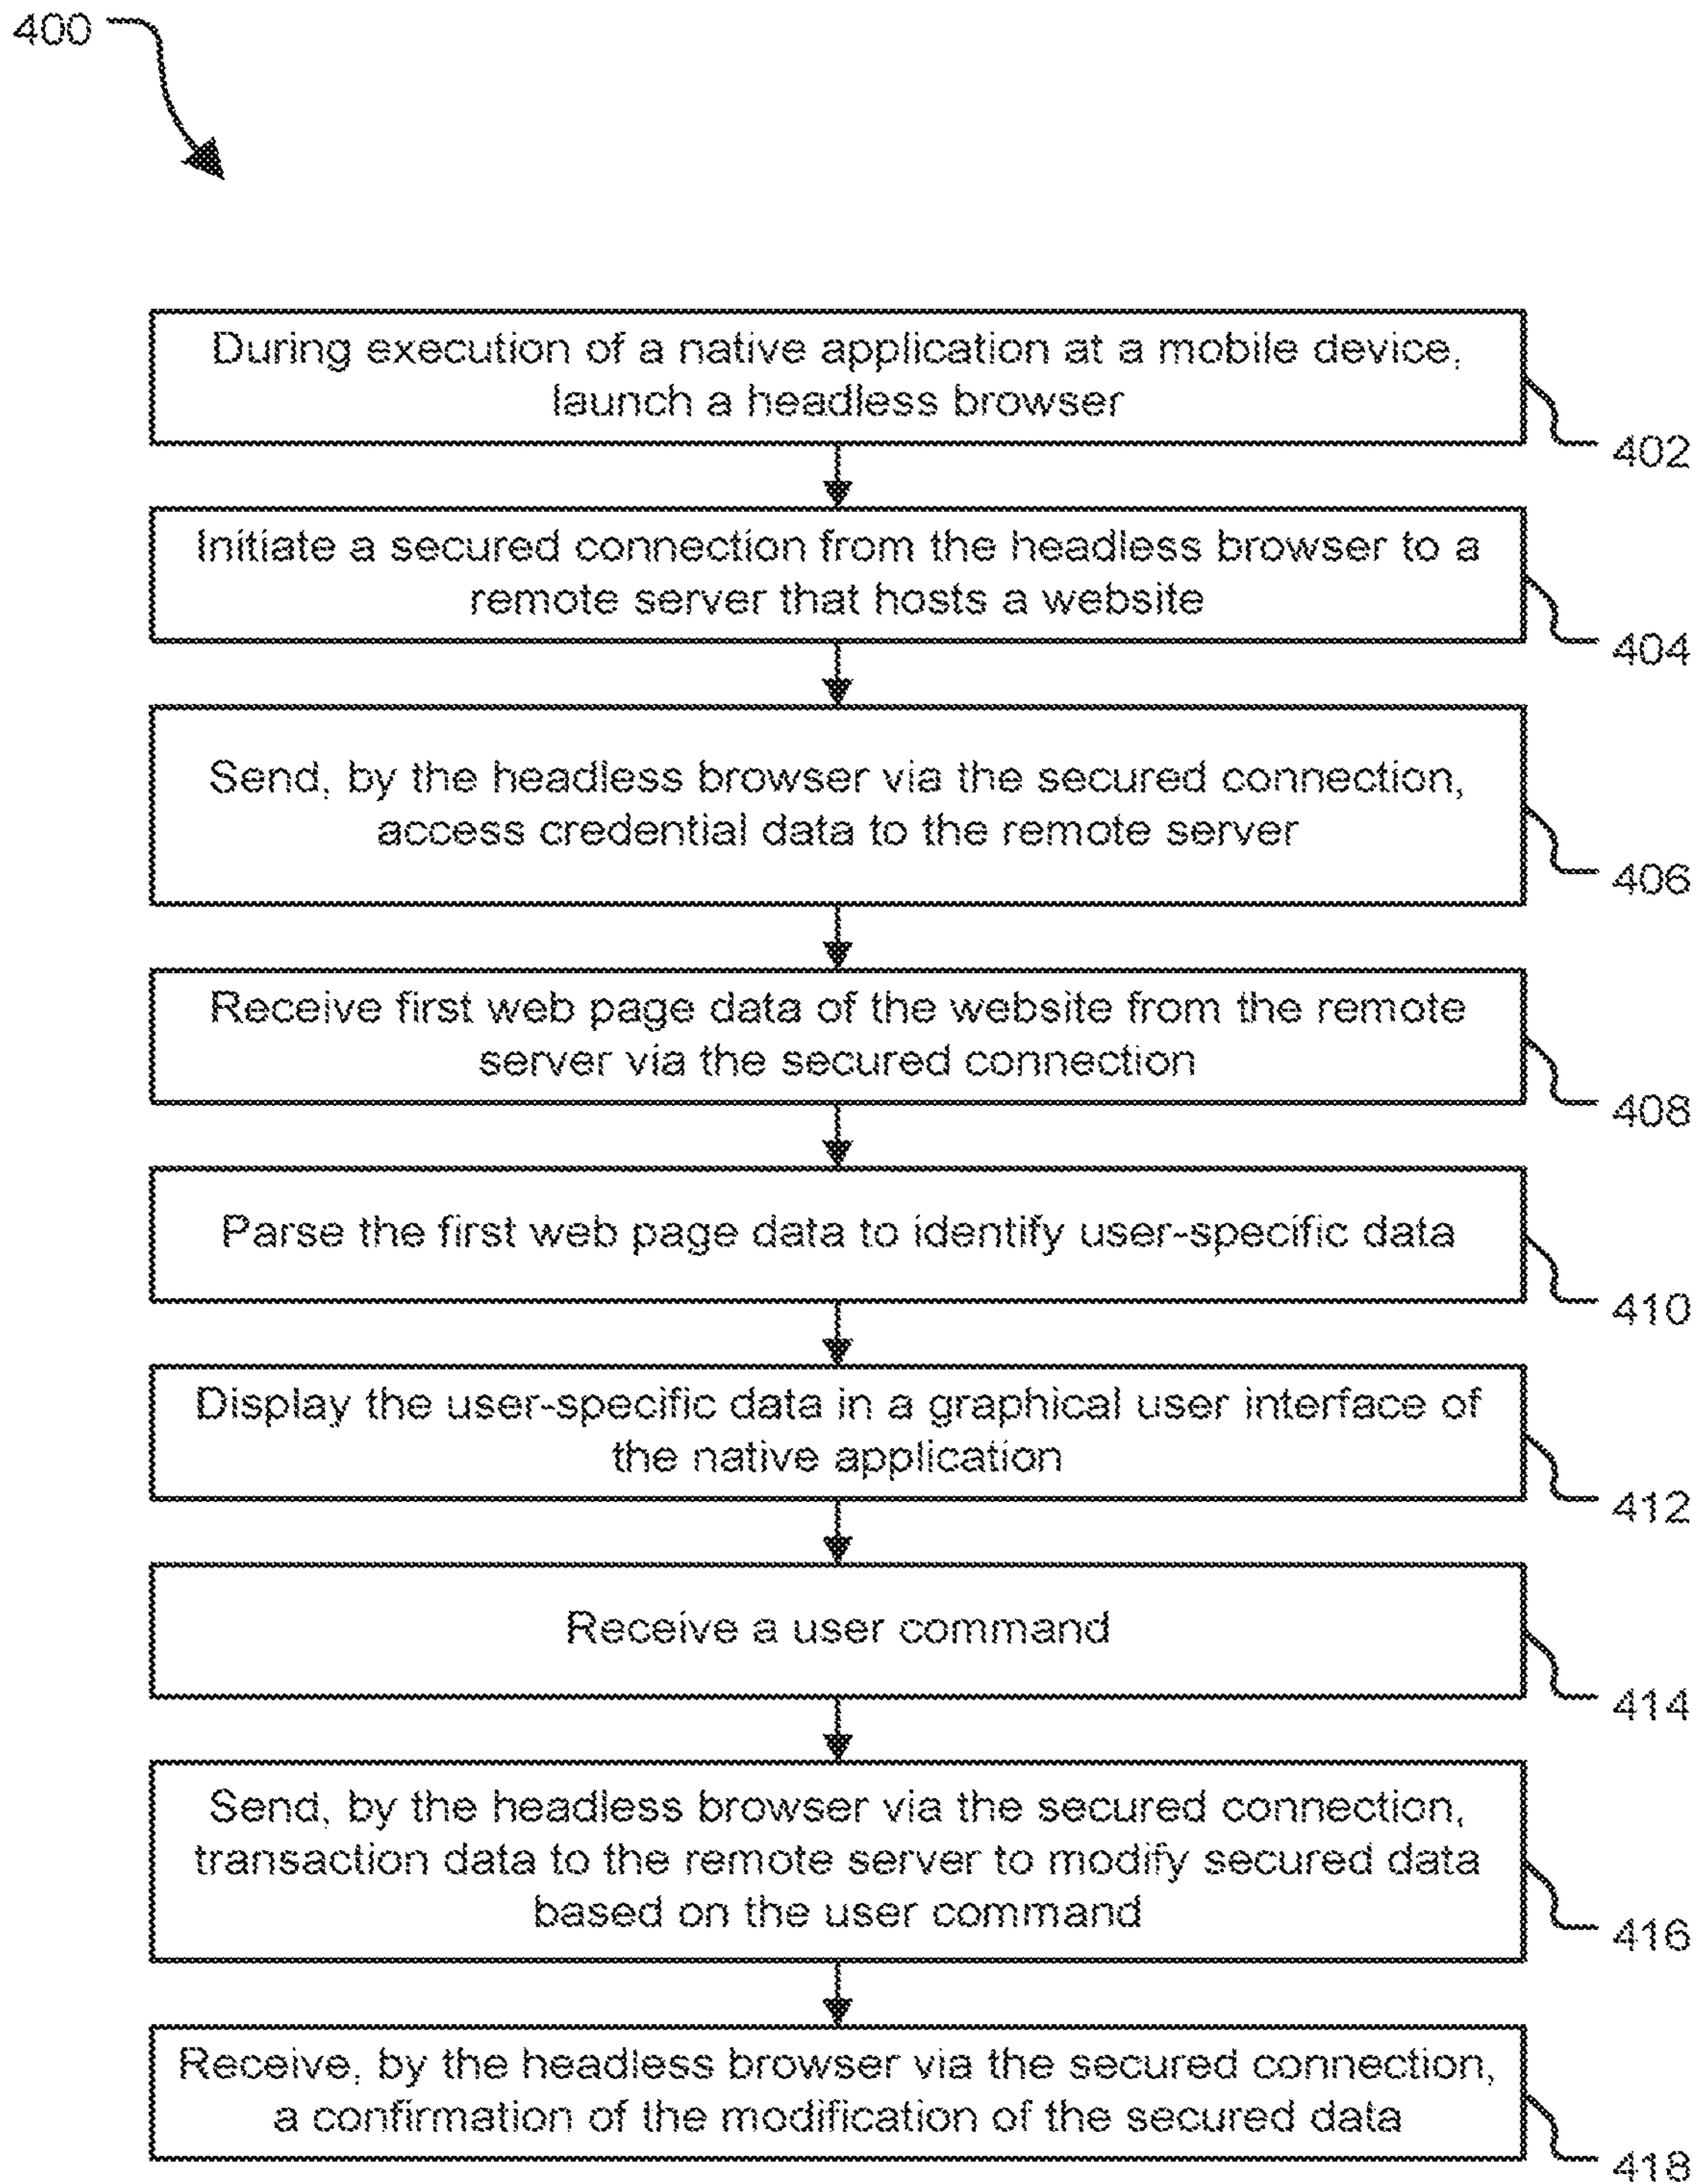 400
During execution of a native application at a mobile device,
launch a headless browser
402
Initiate a secured connection from the headless browser to a
remote server that hosts a website
404
Send, by the headless browser via the secured connection,
access credential data to the remote server
406
Receive first web page data of the website from the remote
server via the secured connection
408
Parse the first web page data to identify user-specific data
410
Display the user-specific data in a graphical user interface of
the native application
412
Receive a user command
414
Send, by the headless browser via the secured connection,
transaction data to the remote server to modify secured data
based on the user command
416
Receive, by the headless browser via the secured connection,
a confirmation of the modification of the secured data
418